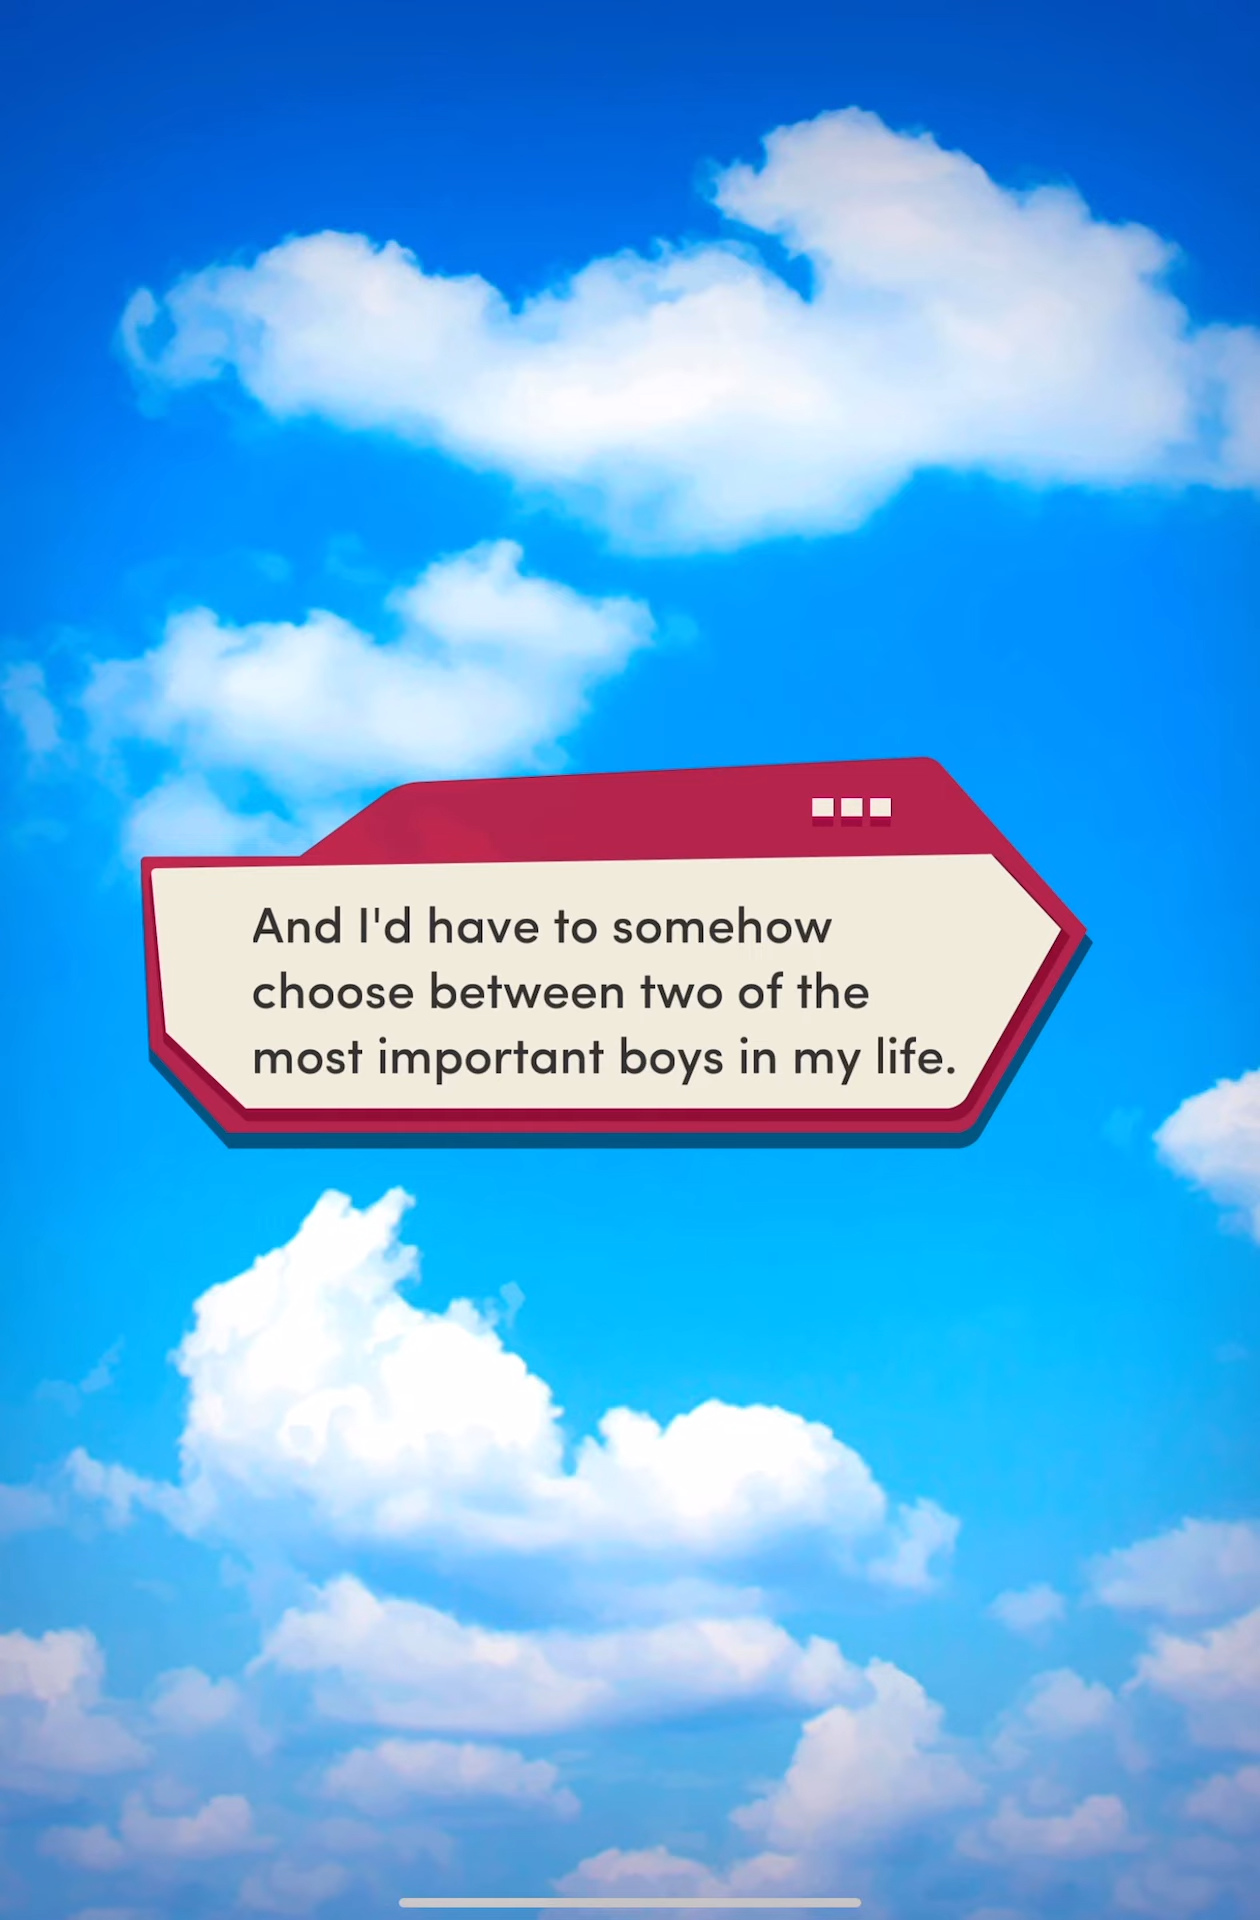 And I'd have to somehow
choose between two of the
most important boys in my life.